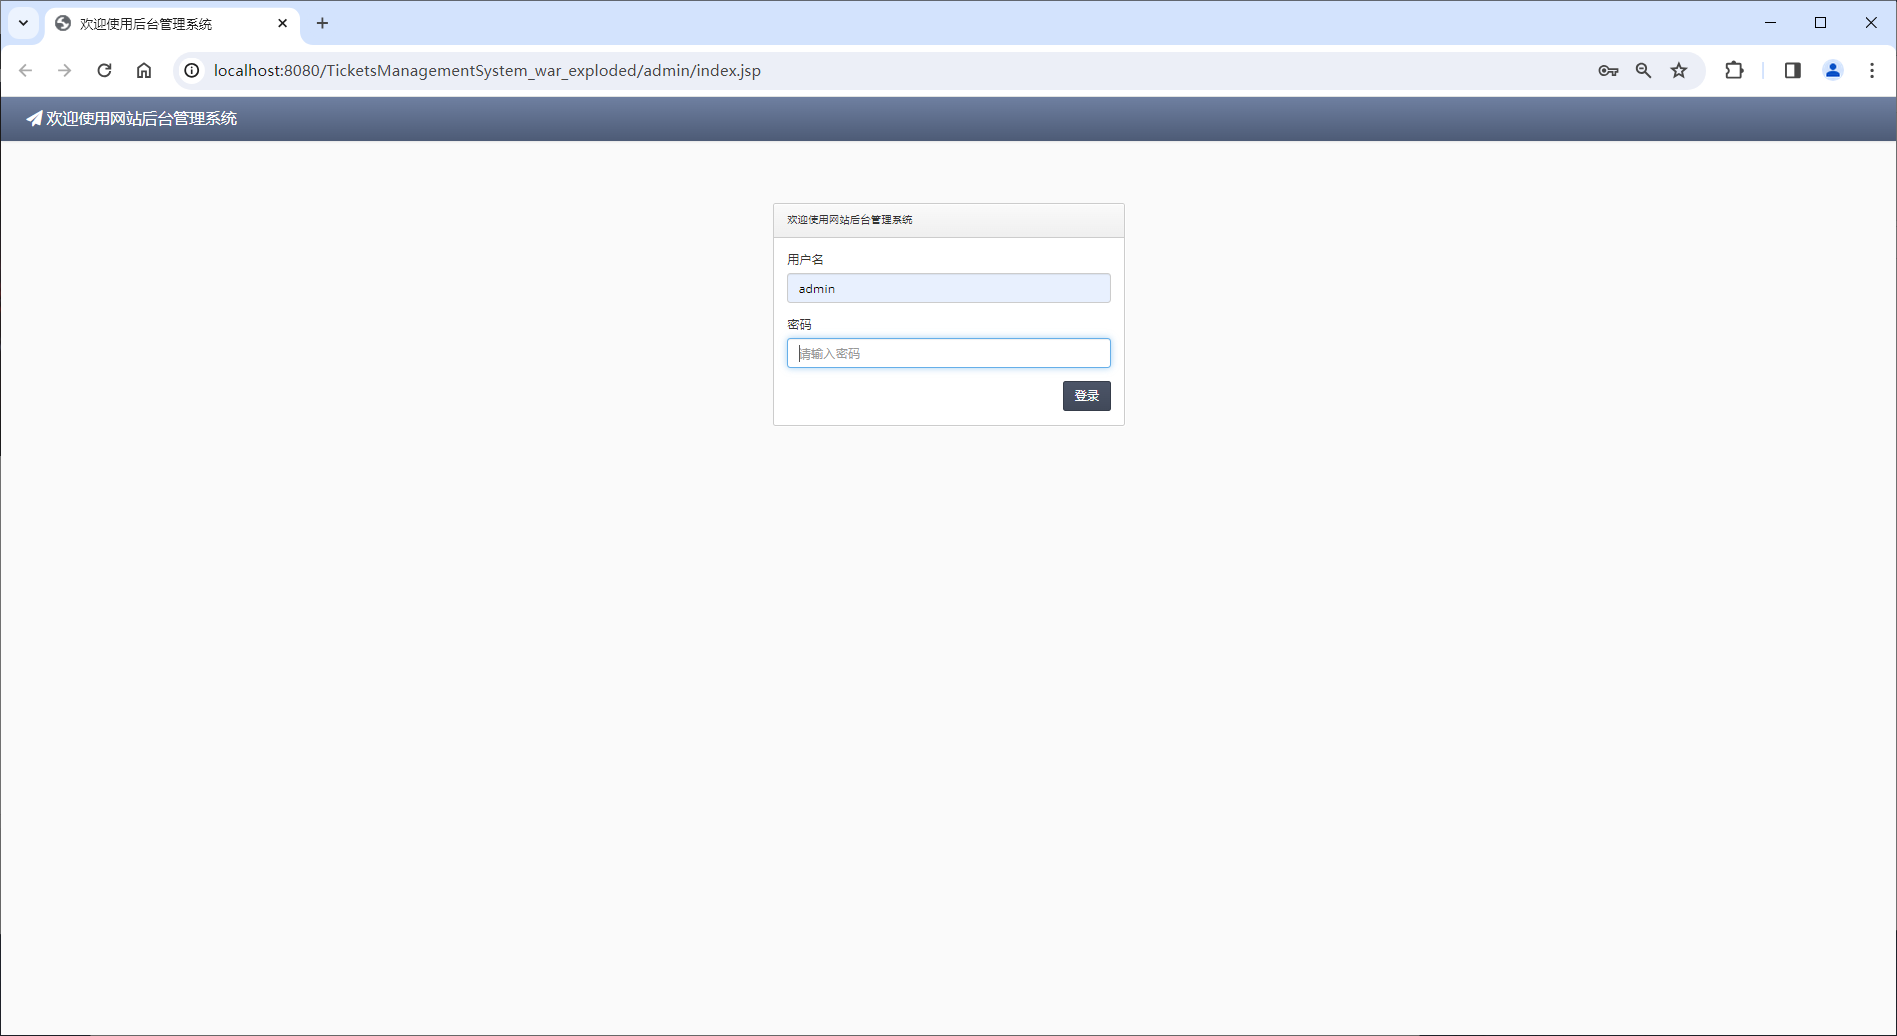 欢迎使用后台管理系统
localhost:8080/TicketsManagementSystem_war_exploded/admin/index.jsp
欢迎使用网站后台管理系统
欢迎使用网站后台管理系统
用户名
admin
密码
请输入密码
登录